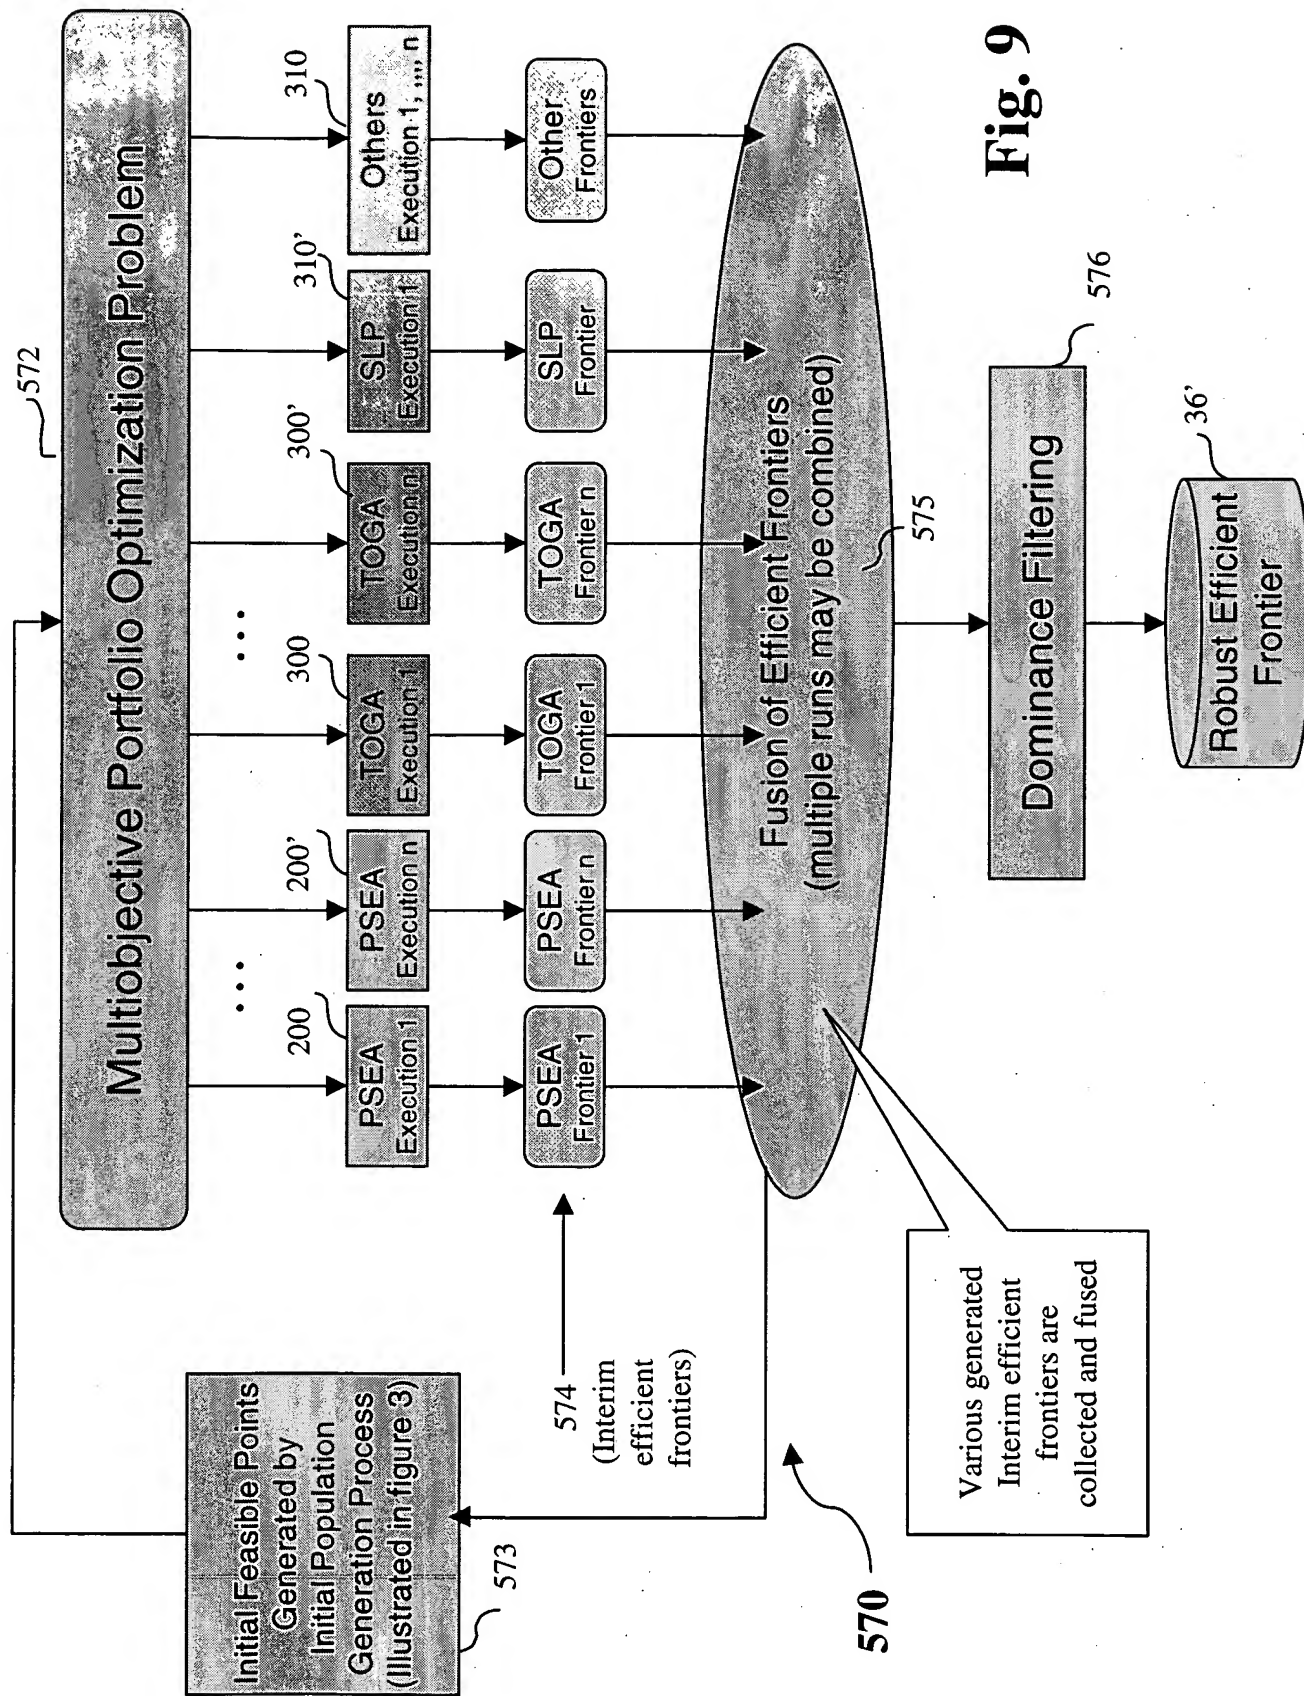 572
Multiobjective Portfolio Optimization Problem
Initial Feasible Points
Generated by
Initial Population
Generation Process
(Illustrated in figure 3)
573
...
...
200
200’
300
300’
310’
310
PSEA
Execution 1
PSEA
Execution n
TOGA
Execution 1
TOGA
Execution n
SLP
Execution 1
Others
Execution 1, ,,,, n
574
(Interim
efficient
frontiers)
PSEA
Frontier 1
PSEA
Frontier n
TOGA
Frontier 1
TOGA
Frontier n
SLP
Frontier
Other
Frontiers
Fusion of Efficient Frontiers
(multiple runs may be combined)
575
570
Various generated
Interim efficient
frontiers are
collected and fused
Dominance Filtering
576
Robust Efficient
Frontier
36’
Fig. 9